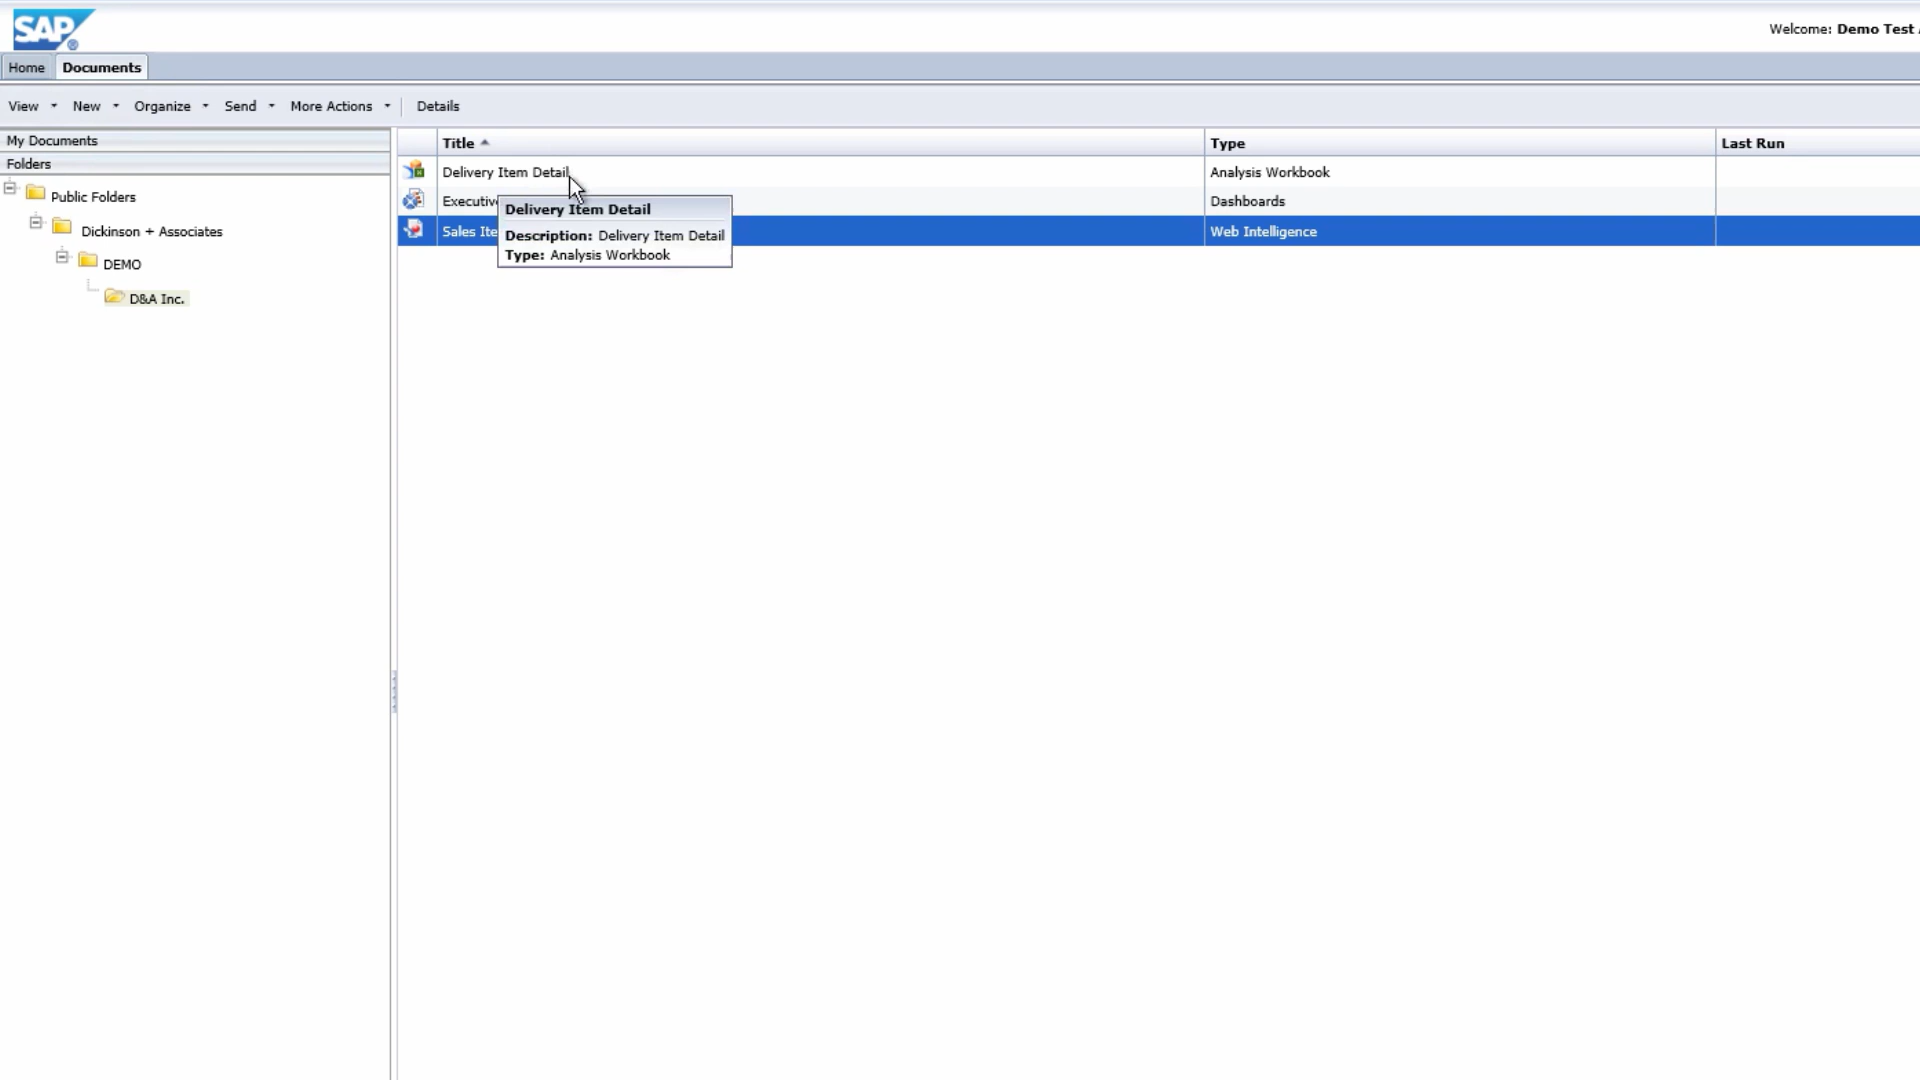 SAP
Welcome: Demo Test
Home Documents
View New Organize Send More Actions Details
My Documents
Folders
Public Folders
Dickinson + Associates
DEMO
D&A Inc.
Title Type Last Run
Delivery Item Detail Analysis Workbook
Executiv Dashboards
Sales Ite Web Intelligence
Delivery Item Detail
Description: Delivery Item Detail
Type: Analysis Workbook